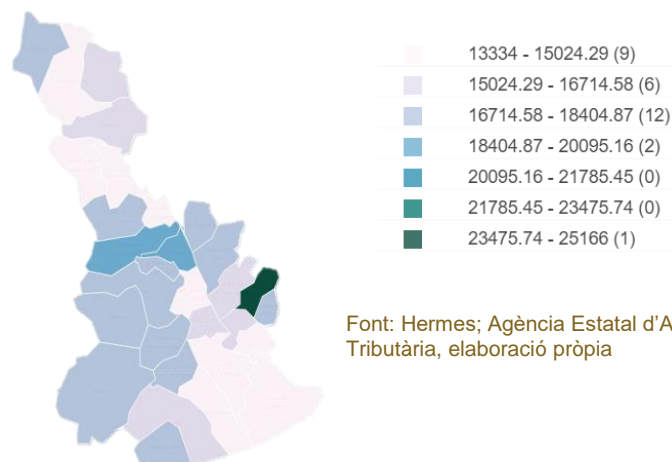 13334 - 15024.29 (9)
15024.29 - 16714.58 (6)
16714.58 - 18404.87 (12)
18404.87 - 20095.16 (2)
20095.16 - 21785.45 (0)
21785.45 - 23475.74 (0)
23475.74 - 25166 (1)
Font: Hermes; Agència Estatal d'A
Tributària, elaboració pròpia